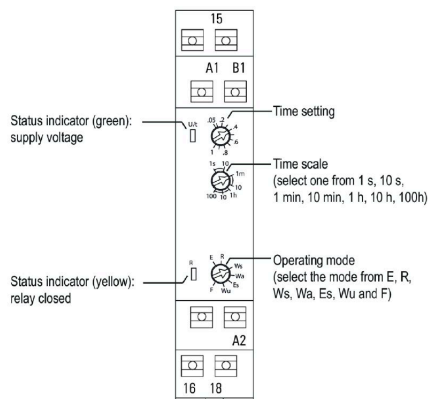 15
A1 B1
Status indicator (green):
supply voltage
U/t
.05 .2 .4 .6 .8 1
Time setting
1s 10 1m 10 1h 10 100
Time scale
(select one from 1 s, 10 s,
1 min, 10 min, 1 h, 10 h, 100h)
Status indicator (yellow):
relay closed
R
E R Ws Wa Es Wu F
Operating mode
(select the mode from E, R,
Ws, Wa, Es, Wu and F)
A2
16 18